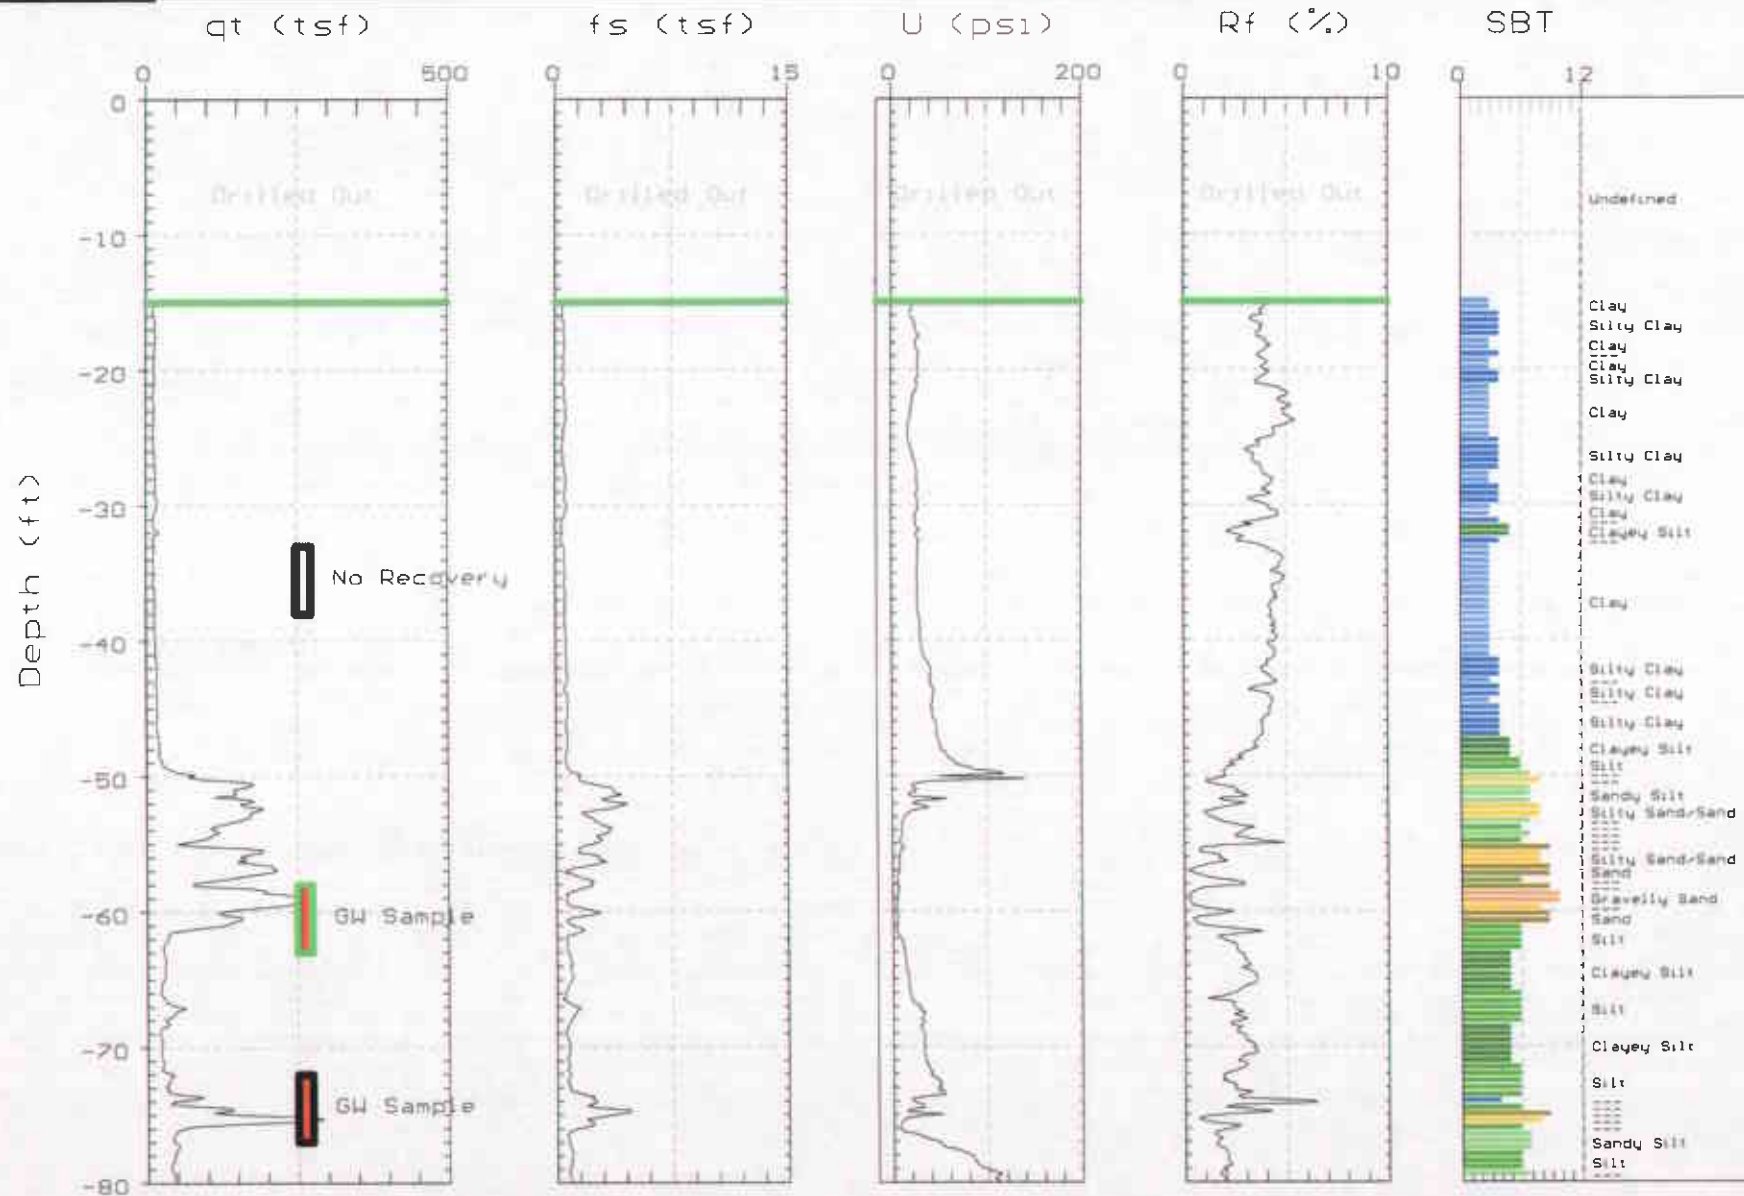 qt (tsf)
fs (tsf)
U (psi)
Rf (%)
SBT
0 500
0 15
0 200
0 10
0 12
0
-10
-20
-30
-40
-50
-60
-70
-80
Depth (ft)
Drilled Out
Drilled Out
Drilled Out
Drilled Out
No Recovery
GW Sample
GW Sample
Undefined
Clay
Silty Clay
Clay
---
Clay
Silty Clay
Clay
Silty Clay
Clay
Silty Clay
Clay
---
Clayey Silt
---
Clay
Silty Clay
---
Silty Clay
---
Silty Clay
Clayey Silt
Silt
---
Sandy Silt
Silty Sand/Sand
---
---
---
Silty Sand/Sand
Sand
---
---
Gravelly Sand
---
Sand
Silt
Clayey Silt
Silt
Clayey Silt
Silt
---
---
---
---
Sandy Silt
Silt
---